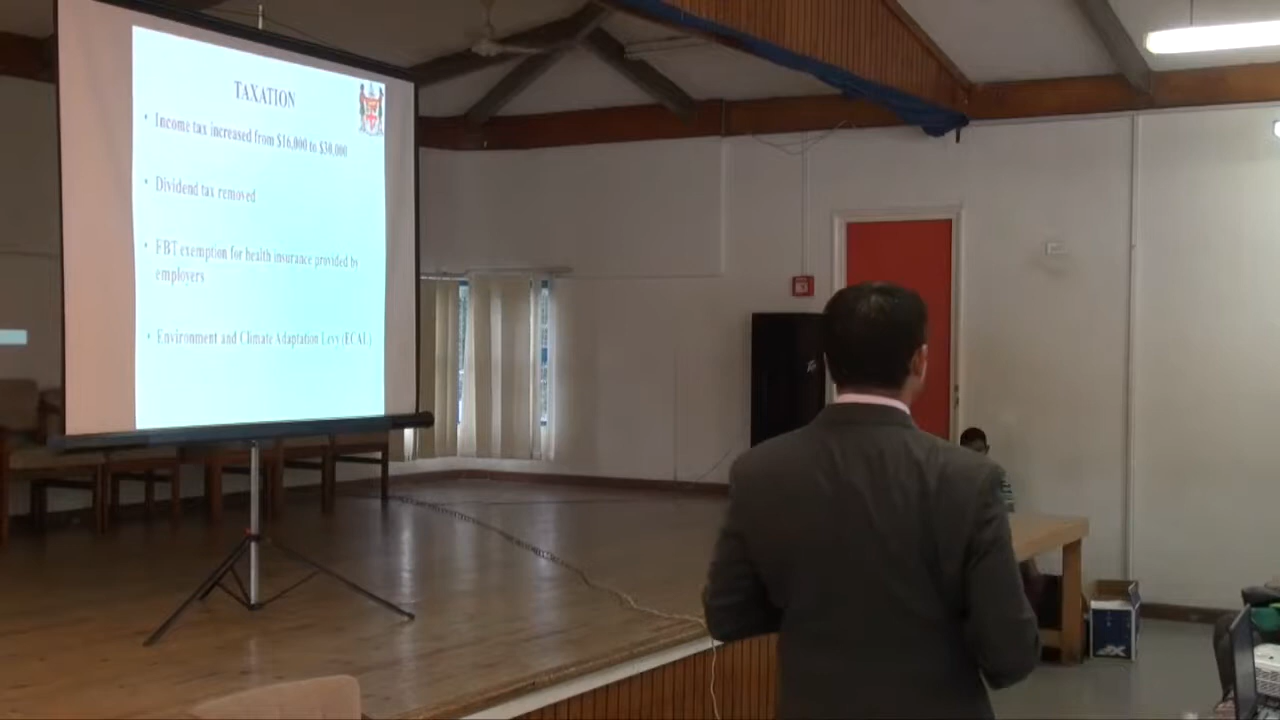 TAXATION
• Income tax increased from $16,000 to $30,000
• Dividend tax removed
• FBT exemption for health insurance provided by
employers
• Environment and Climate Adaptation Levy (ECAL)